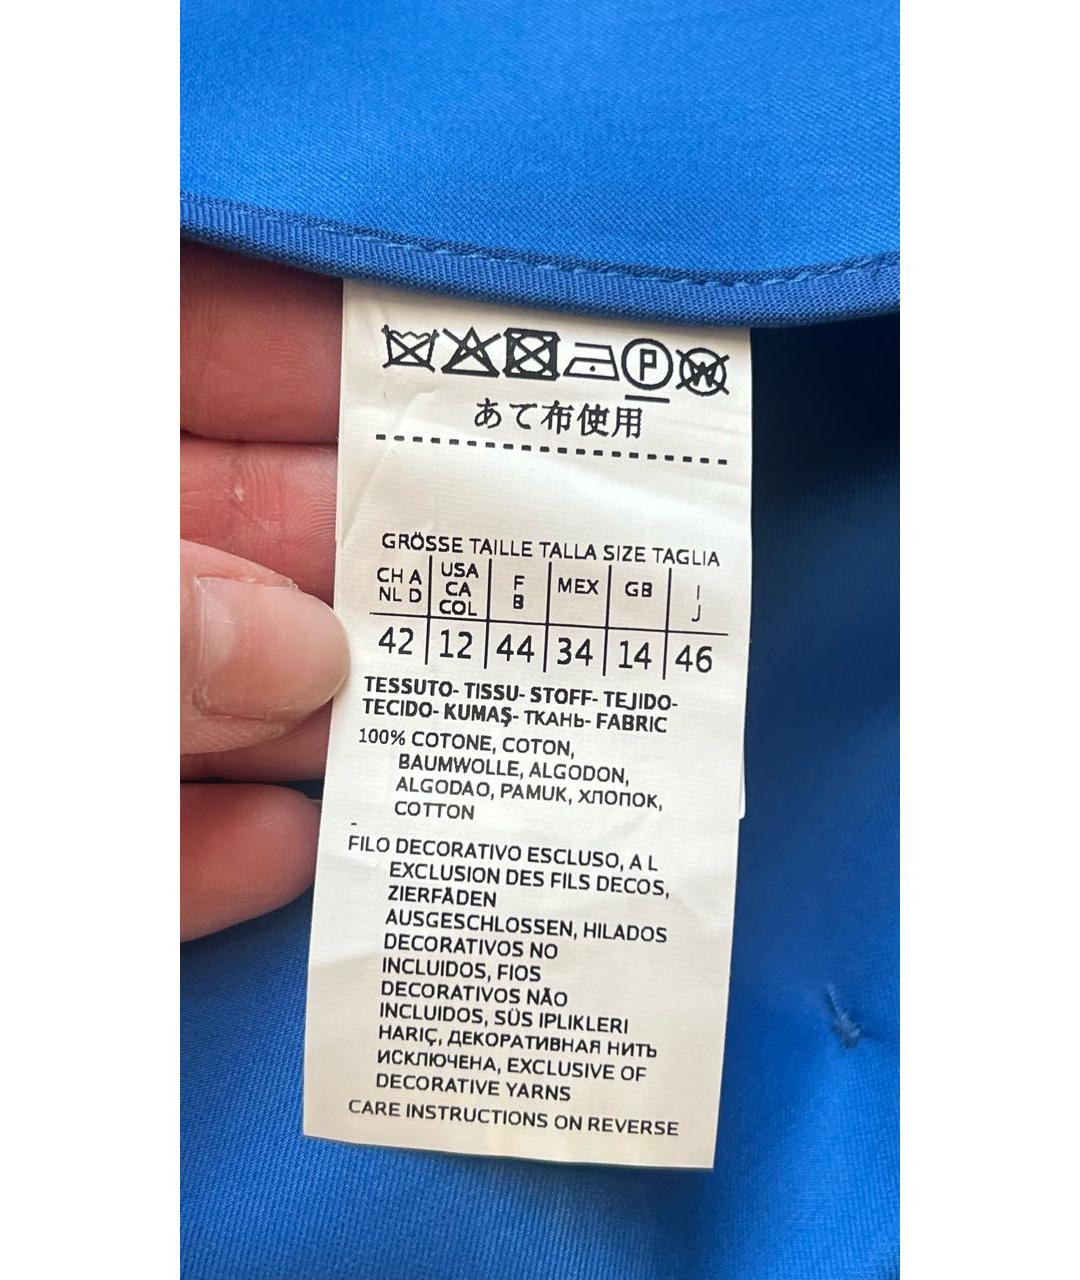 P W
あて布使用
GRÖSSE TAILLE TALLA SIZE TAGLIA
CH A NL D USA CA COL F B MEX GB I J
42 12 44 34 14 46
TESSUTO- TISSU- STOFF- TEJIDO-
TECIDO- KUMAŞ- ТКАНЬ- FABRIC
100% COTONE, COTON,
BAUMWOLLE, ALGODON,
ALGODAO, PAMUK, ХЛОПОК,
COTTON
-
FILO DECORATIVO ESCLUSO, A L
EXCLUSION DES FILS DECOS,
ZIERFÄDEN
AUSGESCHLOSSEN, HILADOS
DECORATIVOS NO
INCLUIDOS, FIOS
DECORATIVOS NÃO
INCLUIDOS, SÜS IPLIKLERI
HARIÇ, ДЕКОРАТИВНАЯ НИТЬ
ИСКЛЮЧЕНА, EXCLUSIVE OF
DECORATIVE YARNS
CARE INSTRUCTIONS ON REVERSE